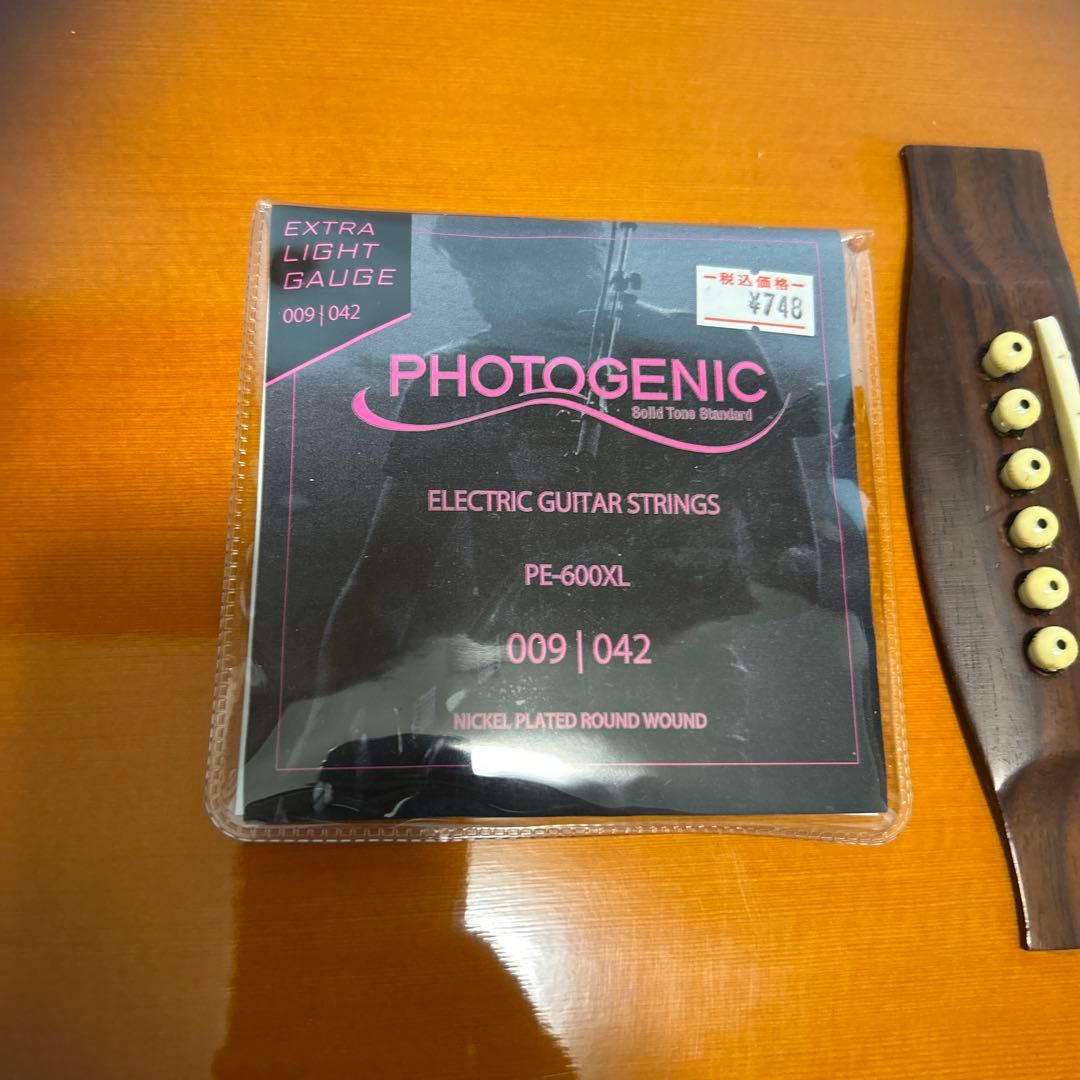 EXTRA
LIGHT
GAUGE
009 | 042
税込価格
¥748
PHOTOGENIC
Solid Tone Standard
ELECTRIC GUITAR STRINGS
PE-600XL
009 | 042
NICKEL PLATED ROUND WOUND